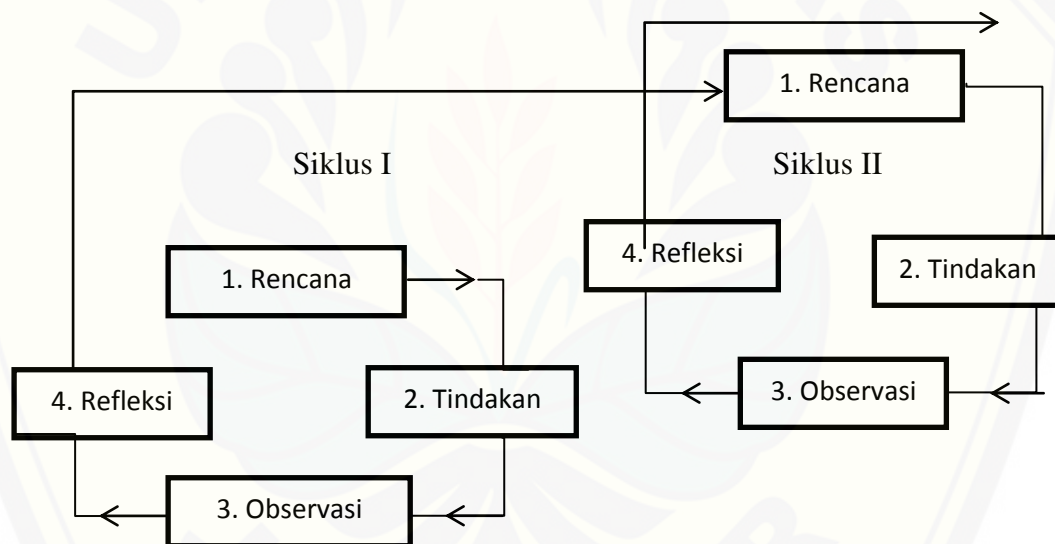 1. Rencana
Siklus I
Siklus II
4. Refleksi
2. Tindakan
1. Rencana
3. Observasi
4. Refleksi
2. Tindakan
3. Observasi